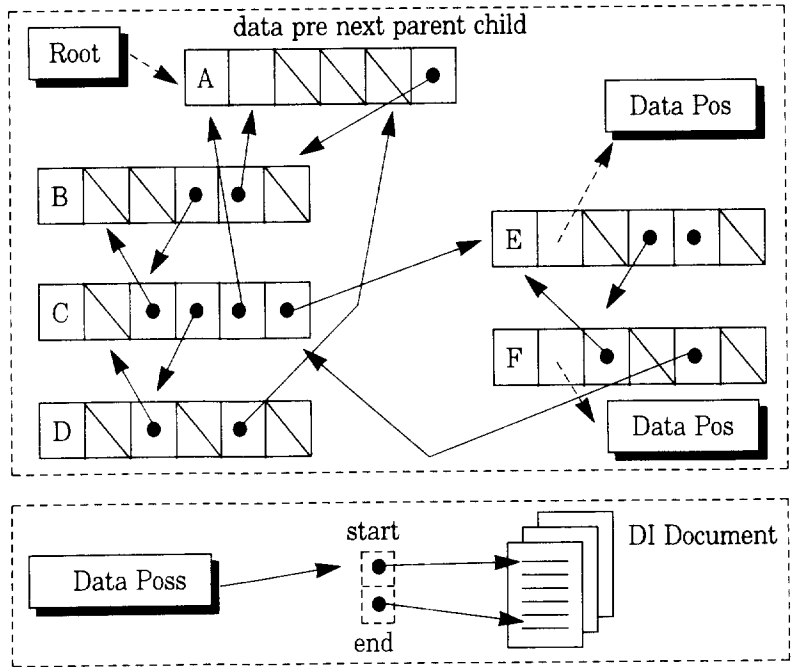 data pre next parent child
Root
A
Data Pos
B
E
C
F
D
Data Pos
start
DI Document
Data Poss
end